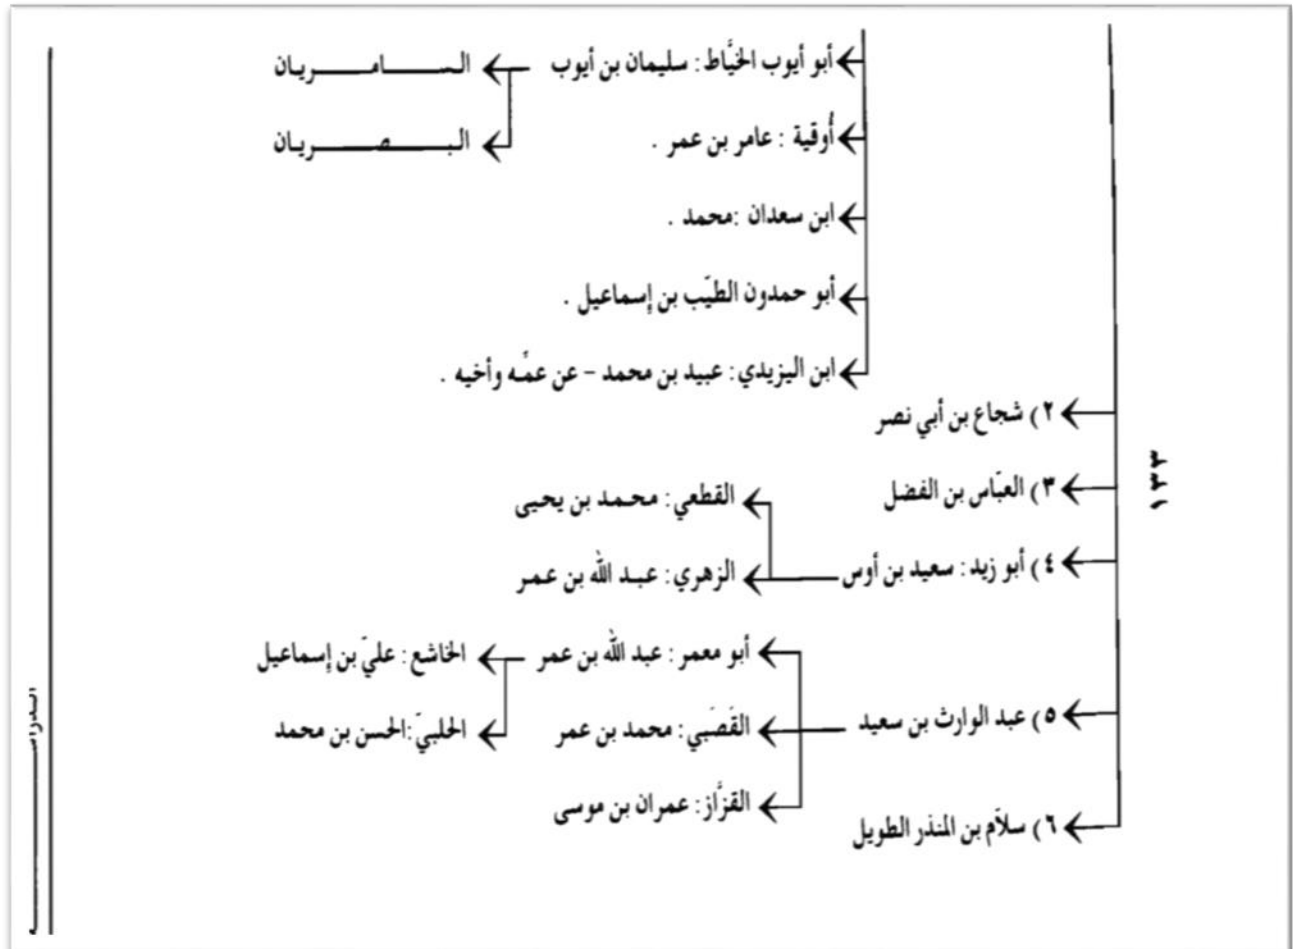 أبو أيوب الخيَّاط: سليمان بن أيوب
السامريان
البصريان
أوقية : عامر بن عمر .
ابن سعدان :محمد .
أبو حمدون الطيّب بن إسماعيل .
ابن اليزيدي: عبيد بن محمد – عن عمّه وأخيه .
٢) شجاع بن أبي نصر
٣) العبّاس بن الفضل
٤) أبو زيد: سعيد بن أوس
القطعي: محمد بن يحيى
الزهري: عبد الله بن عمر
٥) عبد الوارث بن سعيد
أبو معمر: عبد الله بن عمر
الخاشع: عليّ بن إسماعيل
الحلبيّ:الحسن بن محمد
القَصَبي: محمد بن عمر
القزَّاز: عمران بن موسى
٦) سلاّم بن المنذر الطويل
١٣٣